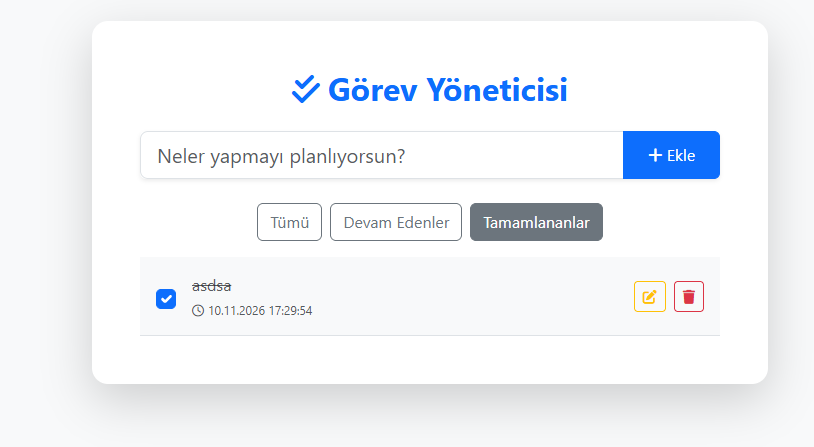 Görev Yöneticisi
Neler yapmayı planlıyorsun?
Ekle
Tümü
Devam Edenler
Tamamlananlar
asdsa
10.11.2026 17:29:54